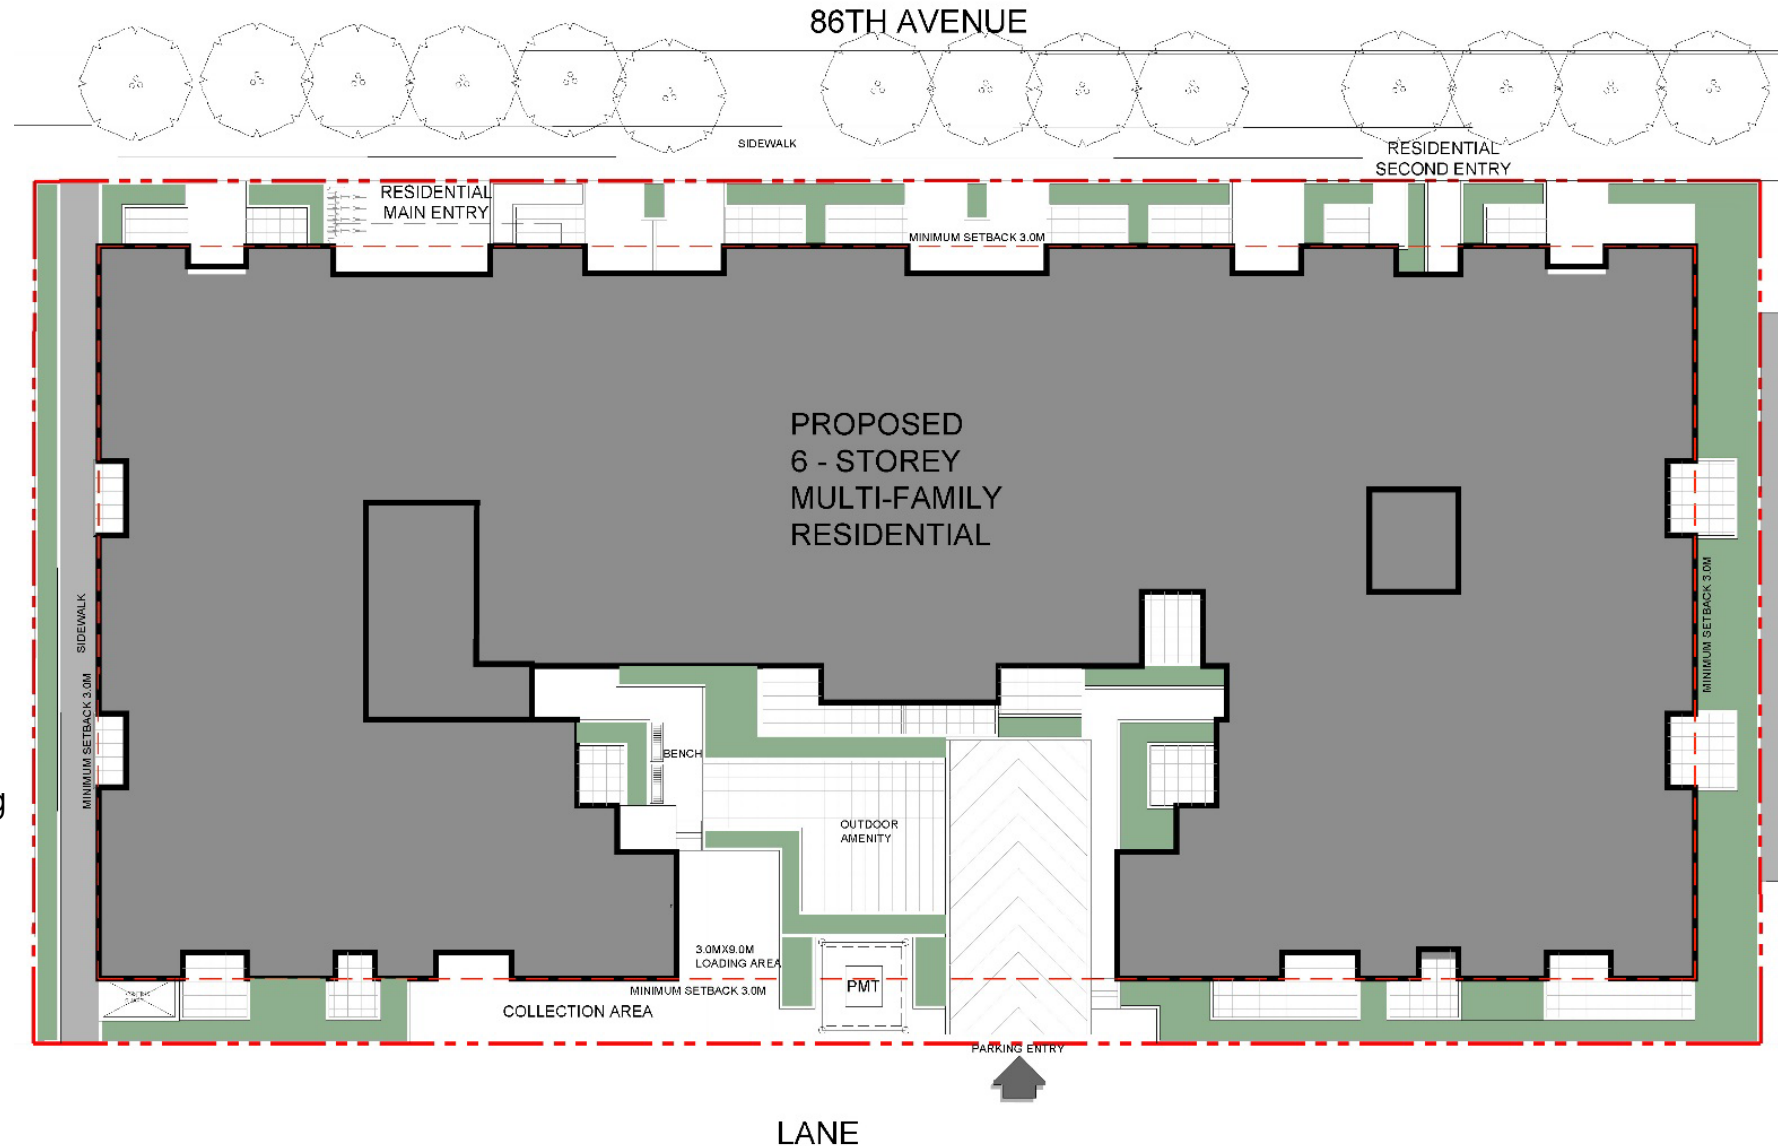 86TH AVENUE
SIDEWALK
RESIDENTIAL
SECOND ENTRY
RESIDENTIAL
MAIN ENTRY
MINIMUM SETBACK 3.0M
PROPOSED
6 - STOREY
MULTI-FAMILY
RESIDENTIAL
SIDEWALK
MINIMUM SETBACK 3.0M
MINIMUM SETBACK 3.0M
BENCH
OUTDOOR
AMENITY
3.0MX9.0M
LOADING AREA
MINIMUM SETBACK 3.0M
PMT
COLLECTION AREA
PARKING ENTRY
LANE